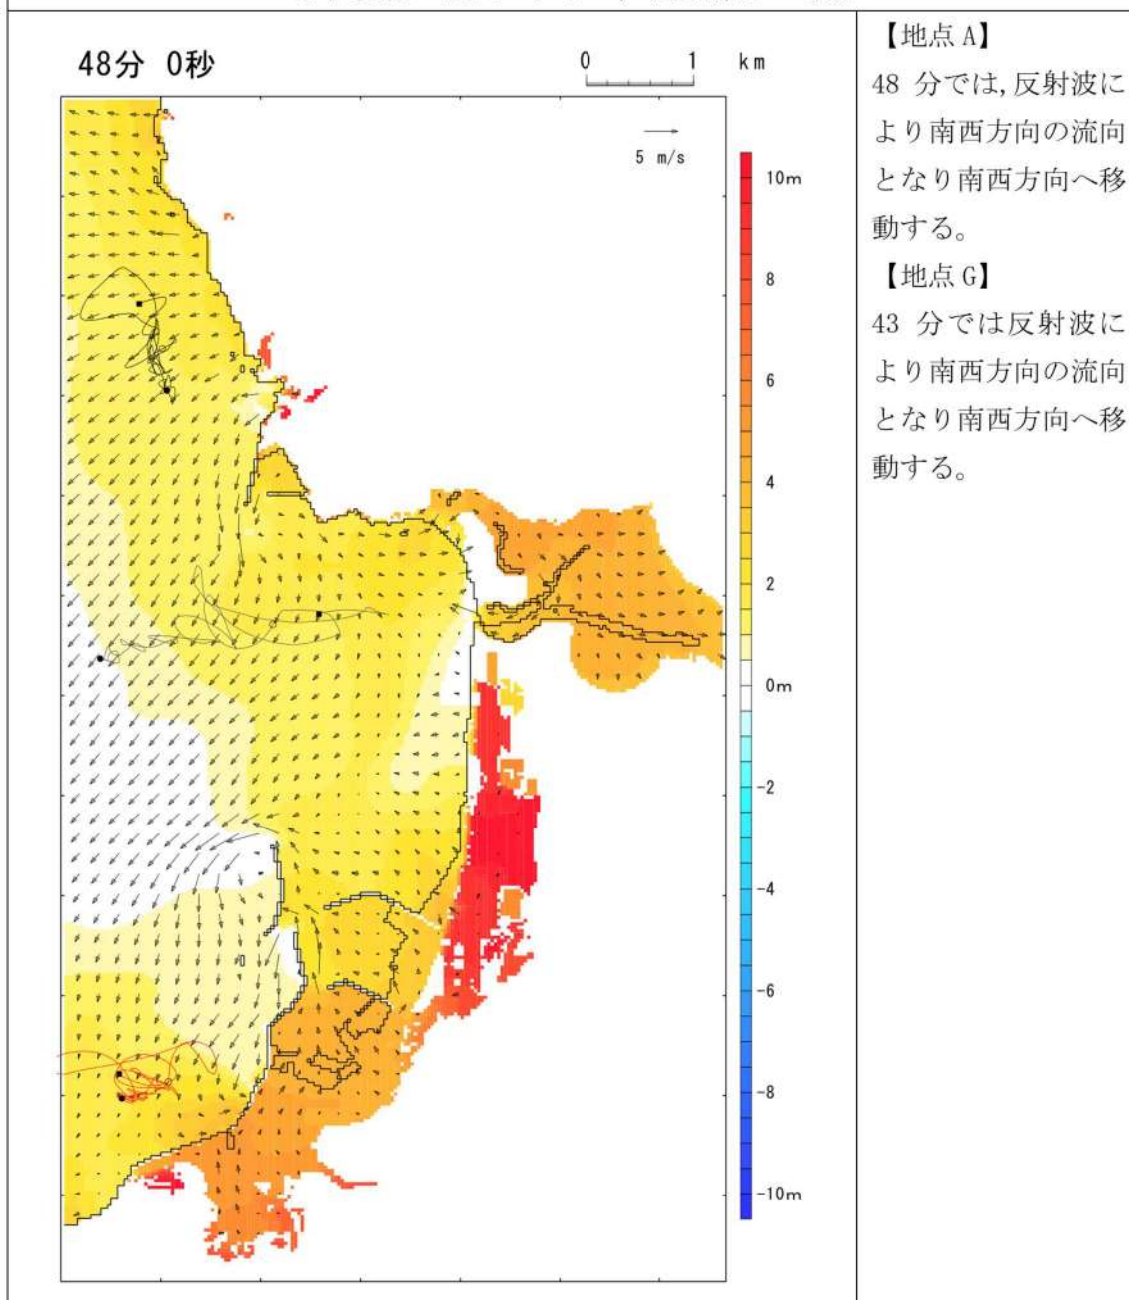 48分 0秒
0 1 km
5 m/s
10m
8
6
4
2
0m
-2
-4
-6
-8
-10m
【地点 A】
48 分では,反射波に
より南西方向の流向
となり南西方向へ移
動する。
【地点 G】
43 分では反射波に
より南西方向の流向
となり南西方向へ移
動する。